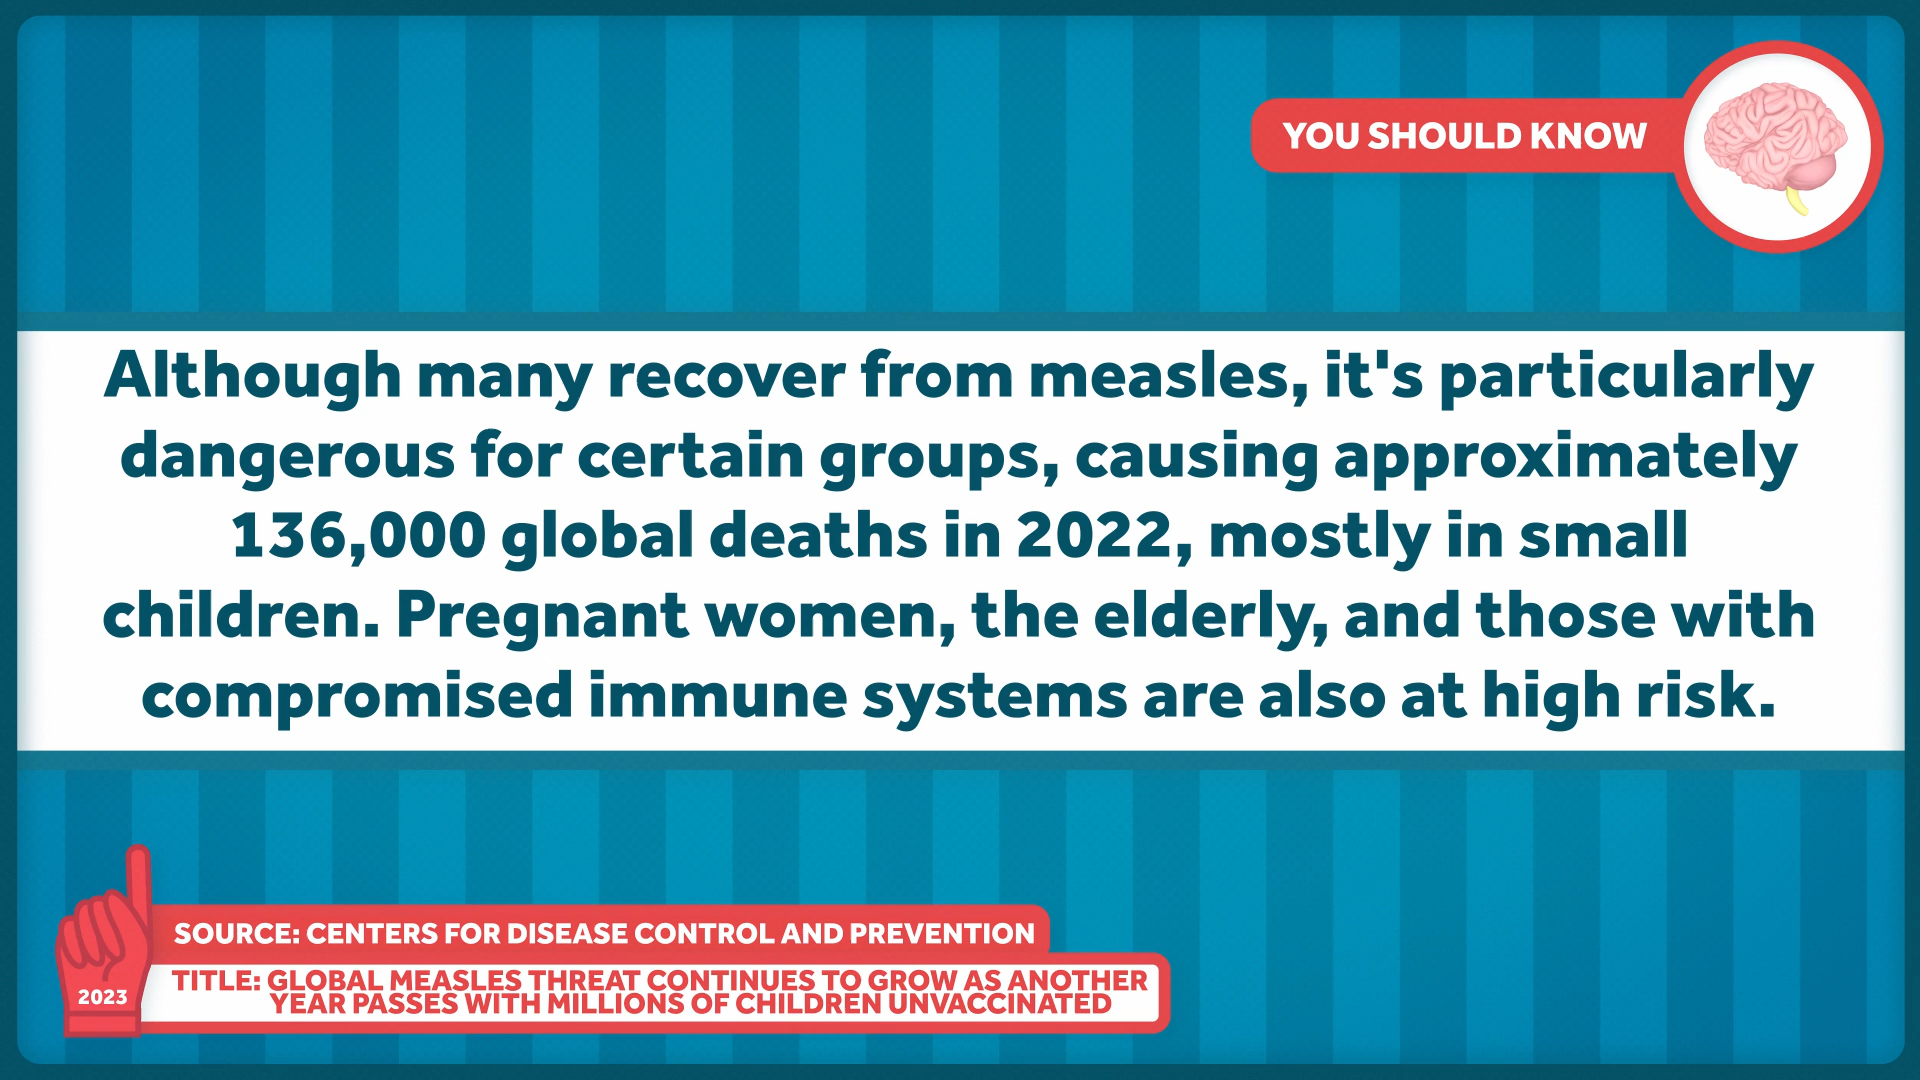 YOU SHOULD KNOW
Although many recover from measles, it's particularly
dangerous for certain groups, causing approximately
136,000 global deaths in 2022, mostly in small
children. Pregnant women, the elderly, and those with
compromised immune systems are also at high risk.
SOURCE: CENTERS FOR DISEASE CONTROL AND PREVENTION
TITLE: GLOBAL MEASLES THREAT CONTINUES TO GROW AS ANOTHER
YEAR PASSES WITH MILLIONS OF CHILDREN UNVACCINATED
2023